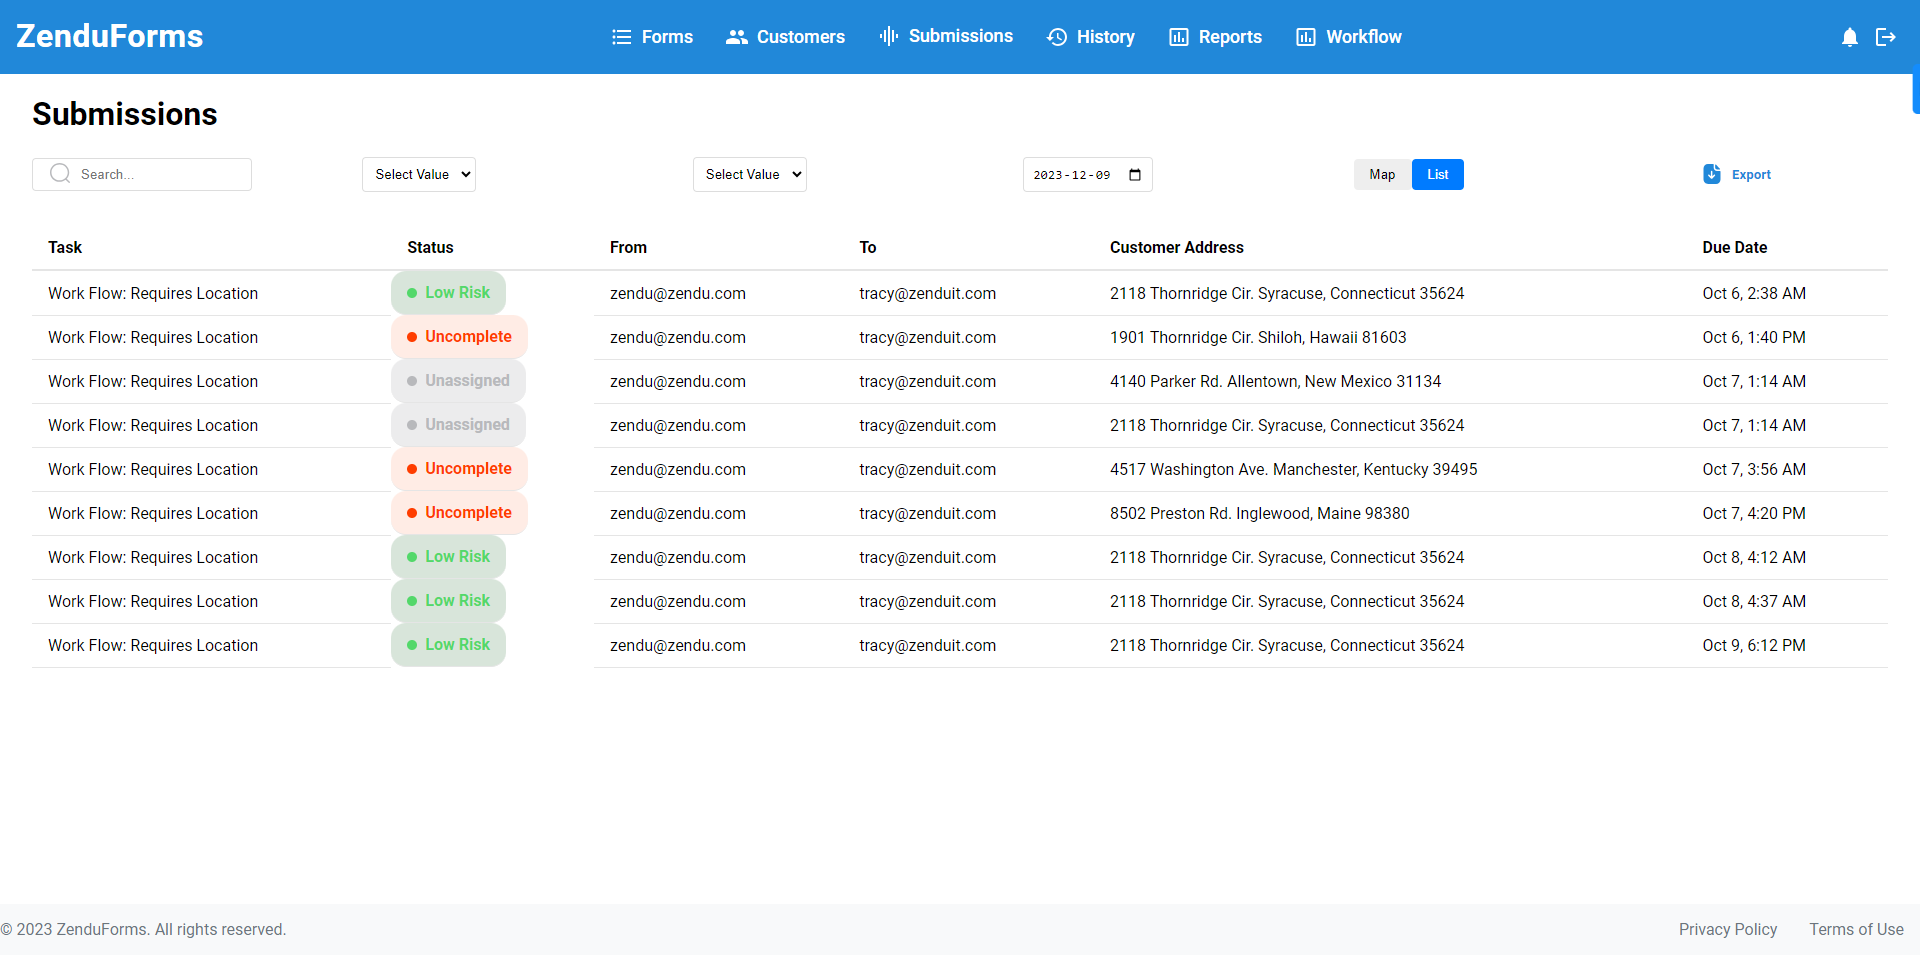 ZenduForms Forms Customers Submissions History Reports Workflow
Submissions
Search... Select Value Select Value 2023-12-09 Map List Export
Task Status From To Customer Address Due Date
Work Flow: Requires Location Low Risk zendu@zendu.com tracy@zenduit.com 2118 Thornridge Cir. Syracuse, Connecticut 35624 Oct 6, 2:38 AM
Work Flow: Requires Location Uncomplete zendu@zendu.com tracy@zenduit.com 1901 Thornridge Cir. Shiloh, Hawaii 81603 Oct 6, 1:40 PM
Work Flow: Requires Location Unassigned zendu@zendu.com tracy@zenduit.com 4140 Parker Rd. Allentown, New Mexico 31134 Oct 7, 1:14 AM
Work Flow: Requires Location Unassigned zendu@zendu.com tracy@zenduit.com 2118 Thornridge Cir. Syracuse, Connecticut 35624 Oct 7, 1:14 AM
Work Flow: Requires Location Uncomplete zendu@zendu.com tracy@zenduit.com 4517 Washington Ave. Manchester, Kentucky 39495 Oct 7, 3:56 AM
Work Flow: Requires Location Uncomplete zendu@zendu.com tracy@zenduit.com 8502 Preston Rd. Inglewood, Maine 98380 Oct 7, 4:20 PM
Work Flow: Requires Location Low Risk zendu@zendu.com tracy@zenduit.com 2118 Thornridge Cir. Syracuse, Connecticut 35624 Oct 8, 4:12 AM
Work Flow: Requires Location Low Risk zendu@zendu.com tracy@zenduit.com 2118 Thornridge Cir. Syracuse, Connecticut 35624 Oct 8, 4:37 AM
Work Flow: Requires Location Low Risk zendu@zendu.com tracy@zenduit.com 2118 Thornridge Cir. Syracuse, Connecticut 35624 Oct 9, 6:12 PM
© 2023 ZenduForms. All rights reserved. Privacy Policy Terms of Use